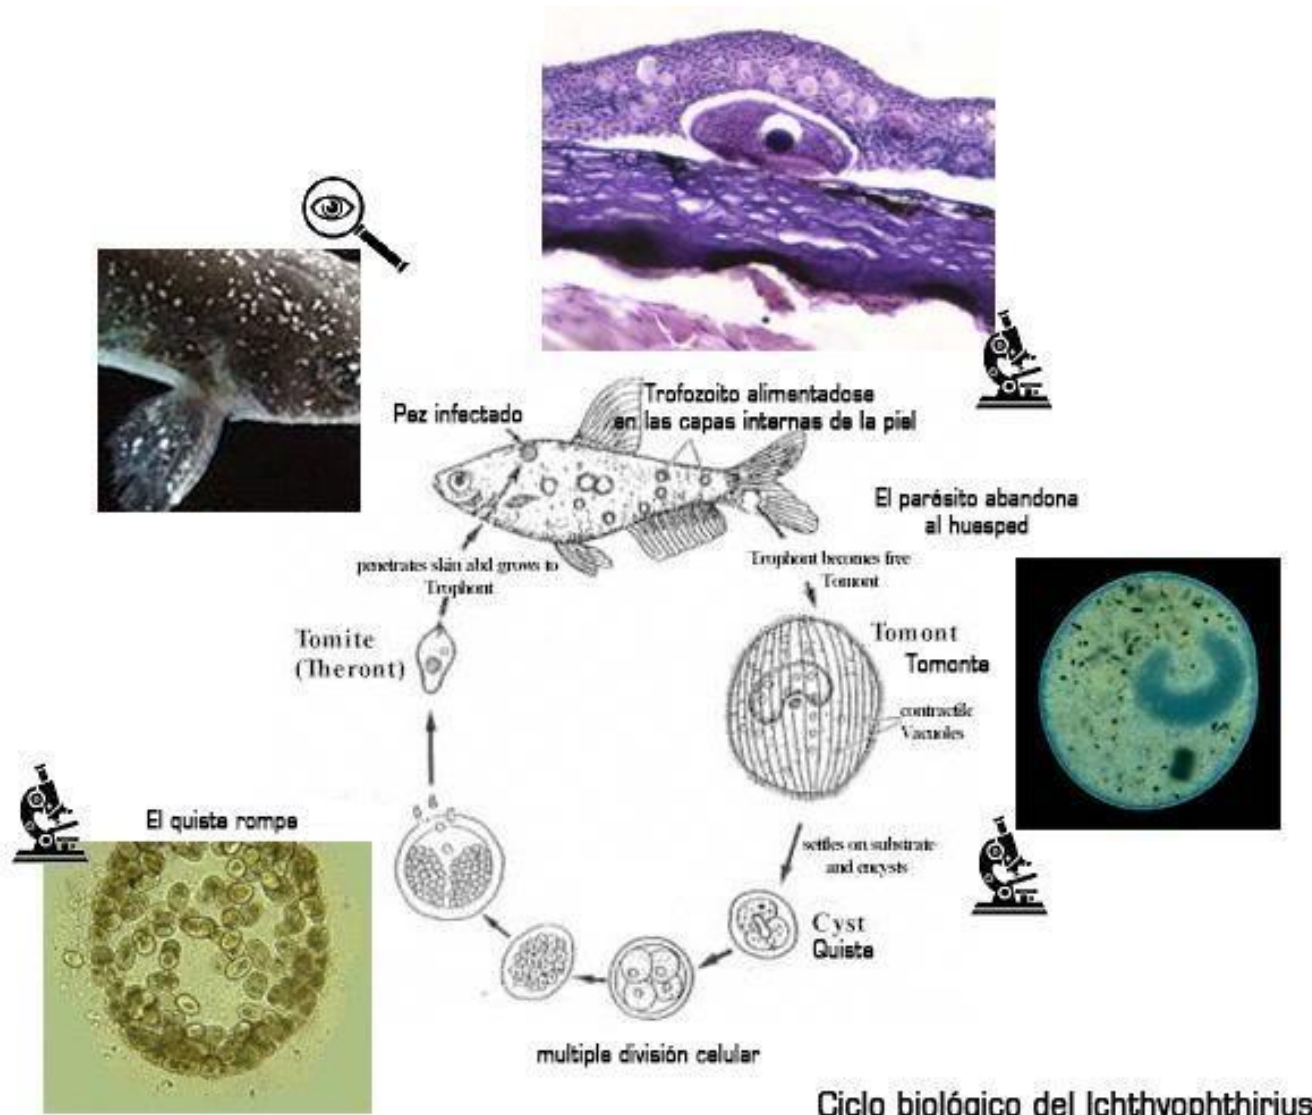 Pez infectado
Trofozoito alimentadose
en las capas internas de la piel
El parásito abandona
al huesped
penetrates skin abd grows to
Trophont
Trophont becomes free
Tomont
Tomite
(Theront)
Tomont
Tomonte
contractile
Vacuoles
El quiste rompe
settles on substrate
and encysts
Cyst
Quiste
multiple división celular
Ciclo biológico del Ichthyophthirius